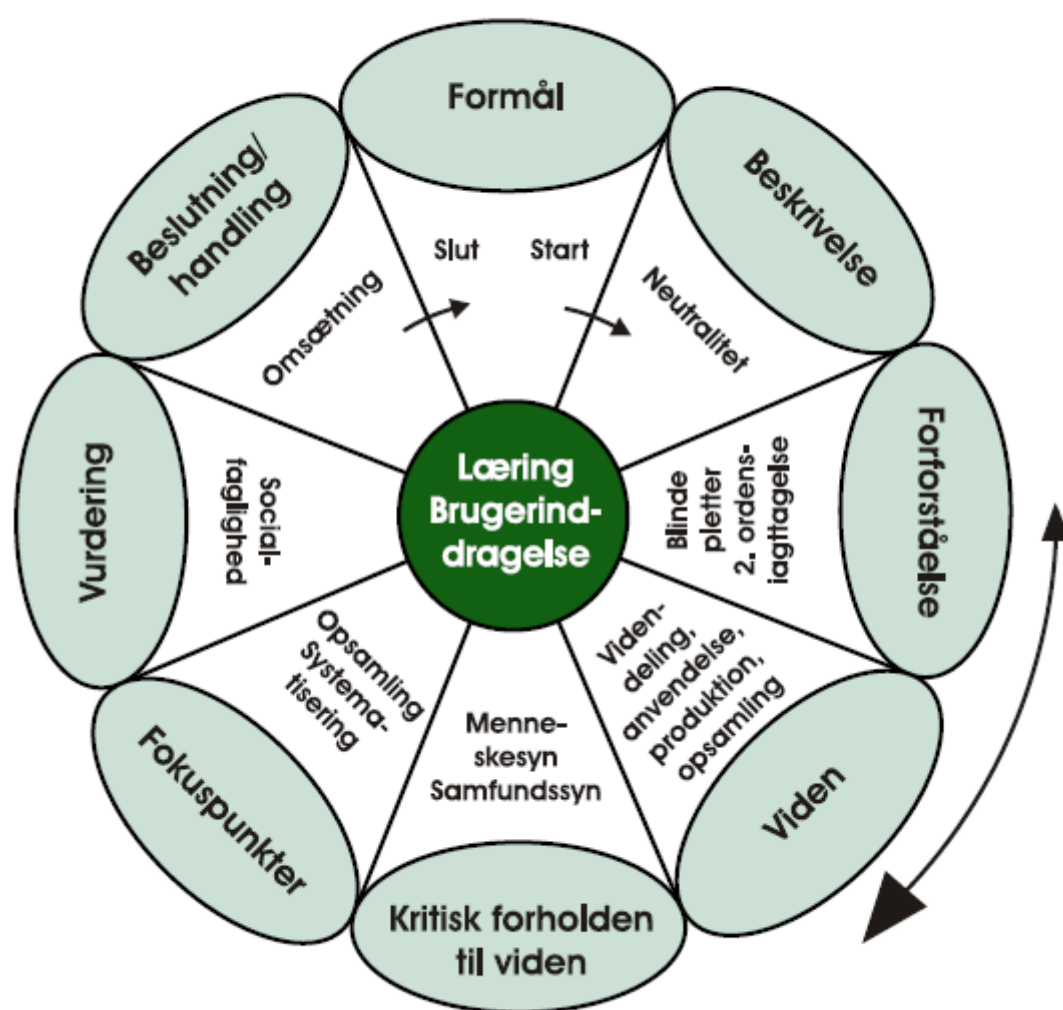 Formål
Slut
Start
Beskrivelse
Neutralitet
Forforståelse
Blinde
pletter
2. ordens-
iagttagelse
Viden
Viden-
deling,
anvendelse,
produktion,
opsamling
Kritisk forholden
til viden
Menne-
skesyn
Samfundssyn
Fokuspunkter
Opsamling
Systema-
tisering
Vurdering
Social-
faglighed
Beslutning/
handling
Omsætning
Læring
Brugerind-
dragelse